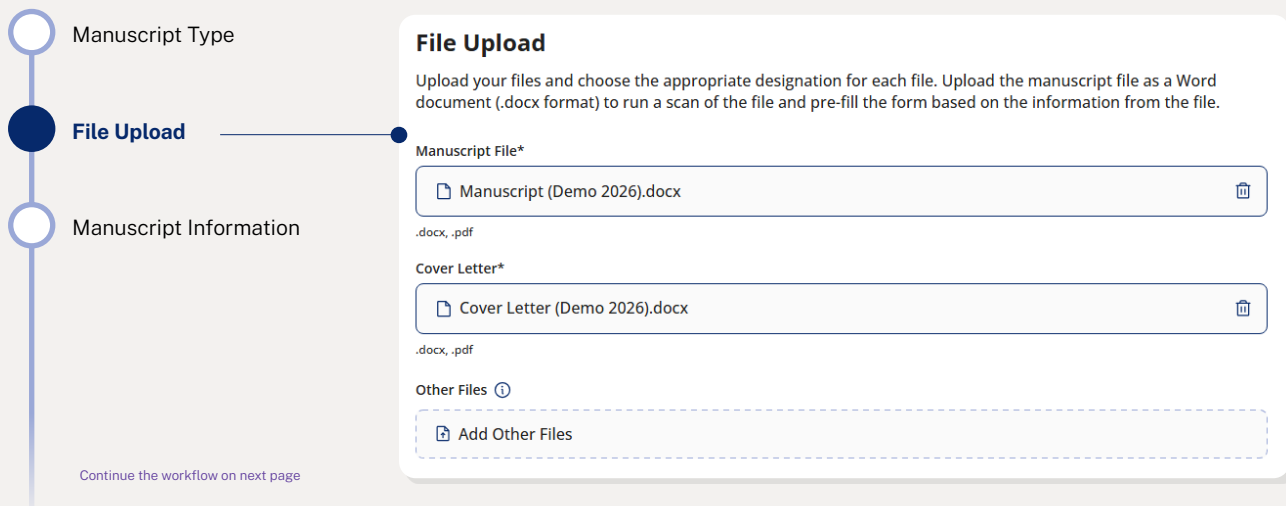 Manuscript Type
File Upload
Manuscript Information
Continue the workflow on next page
File Upload
Upload your files and choose the appropriate designation for each file. Upload the manuscript file as a Word
document (.docx format) to run a scan of the file and pre-fill the form based on the information from the file.
Manuscript File*
Manuscript (Demo 2026).docx
.docx, .pdf
Cover Letter*
Cover Letter (Demo 2026).docx
.docx, .pdf
Other Files
Add Other Files